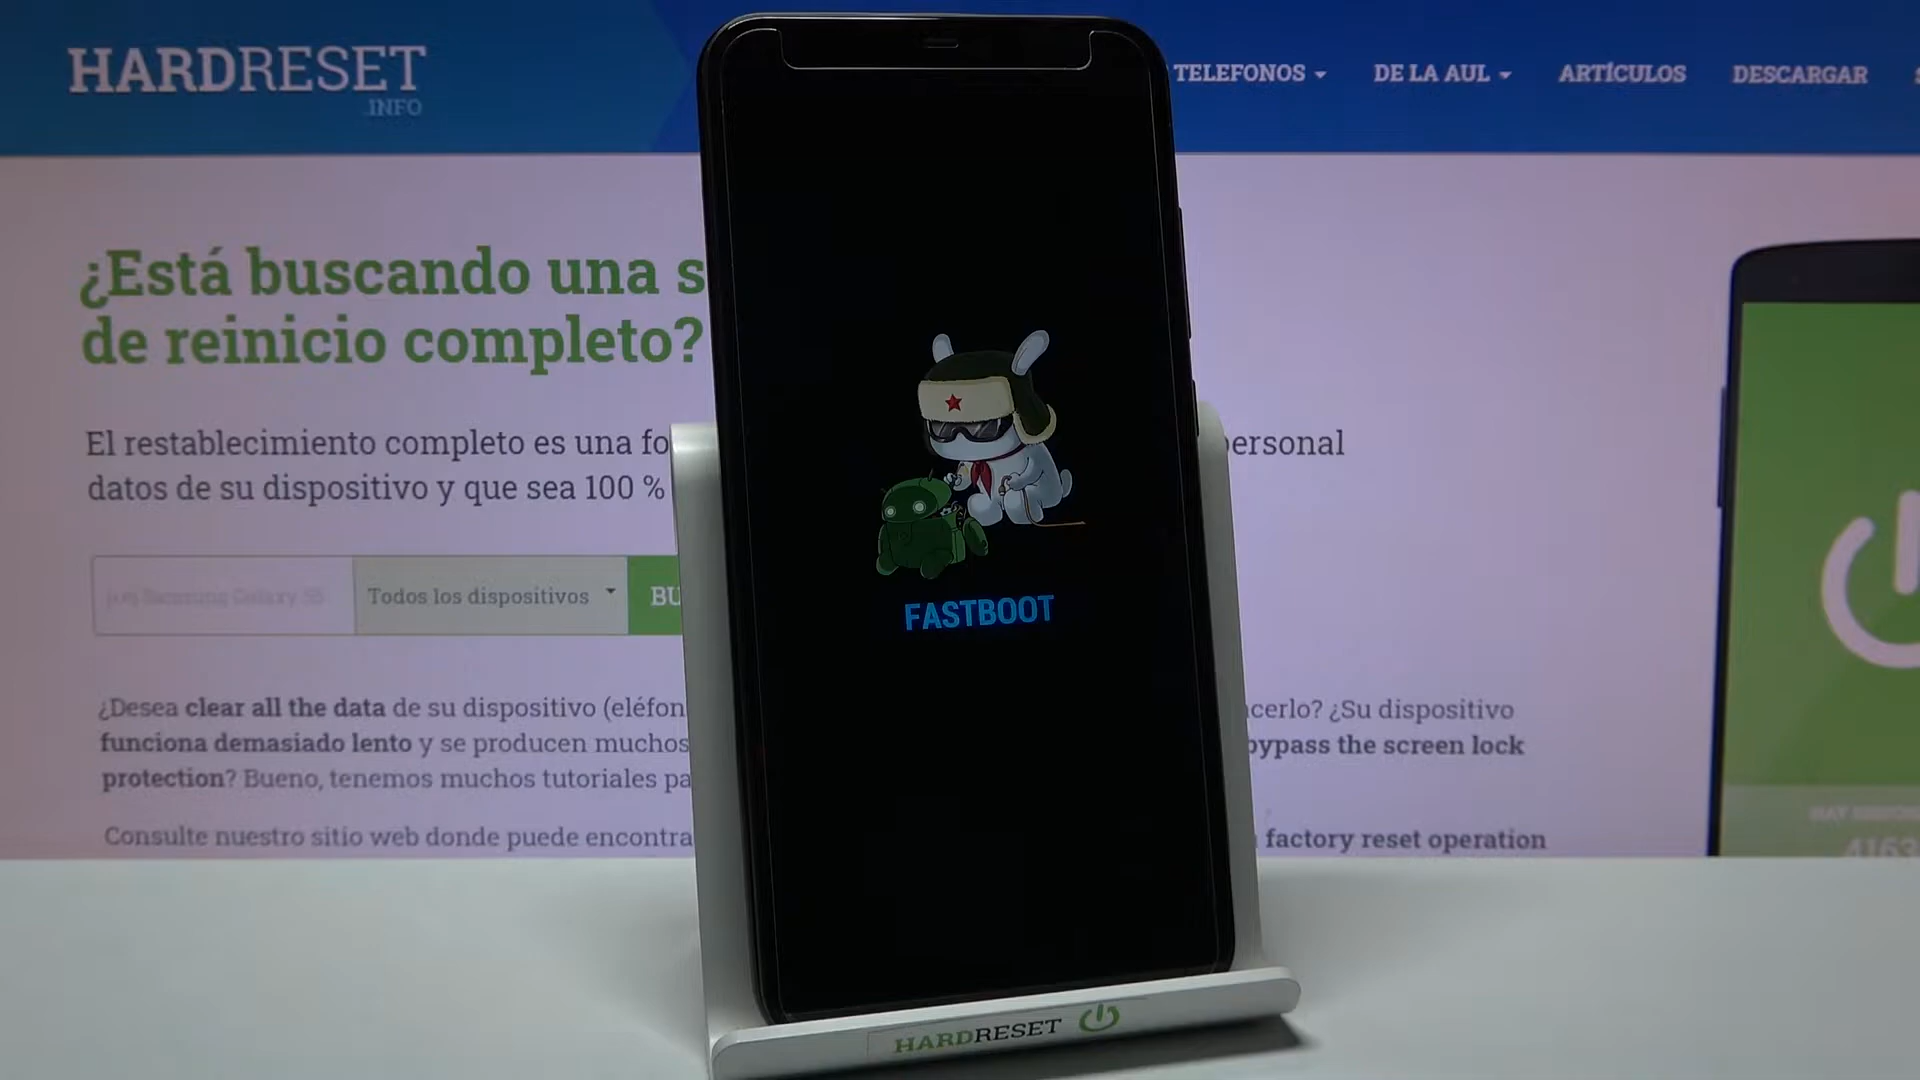 HARDRESET
.INFO
TELEFONOS
DE LA AUL
ARTÍCULOS
DESCARGAR
¿Está buscando una s
de reinicio completo?
El restablecimiento completo es una fo
ersonal
datos de su dispositivo y que sea 100 %
Todos los dispositivos
BU
FASTBOOT
¿Desea clear all the data de su dispositivo (eléfon
cerlo? ¿Su dispositivo
funciona demasiado lento y se producen muchos
bypass the screen lock
protection? Bueno, tenemos muchos tutoriales pa
Consulte nuestro sitio web donde puede encontra
factory reset operation
HARDRESET